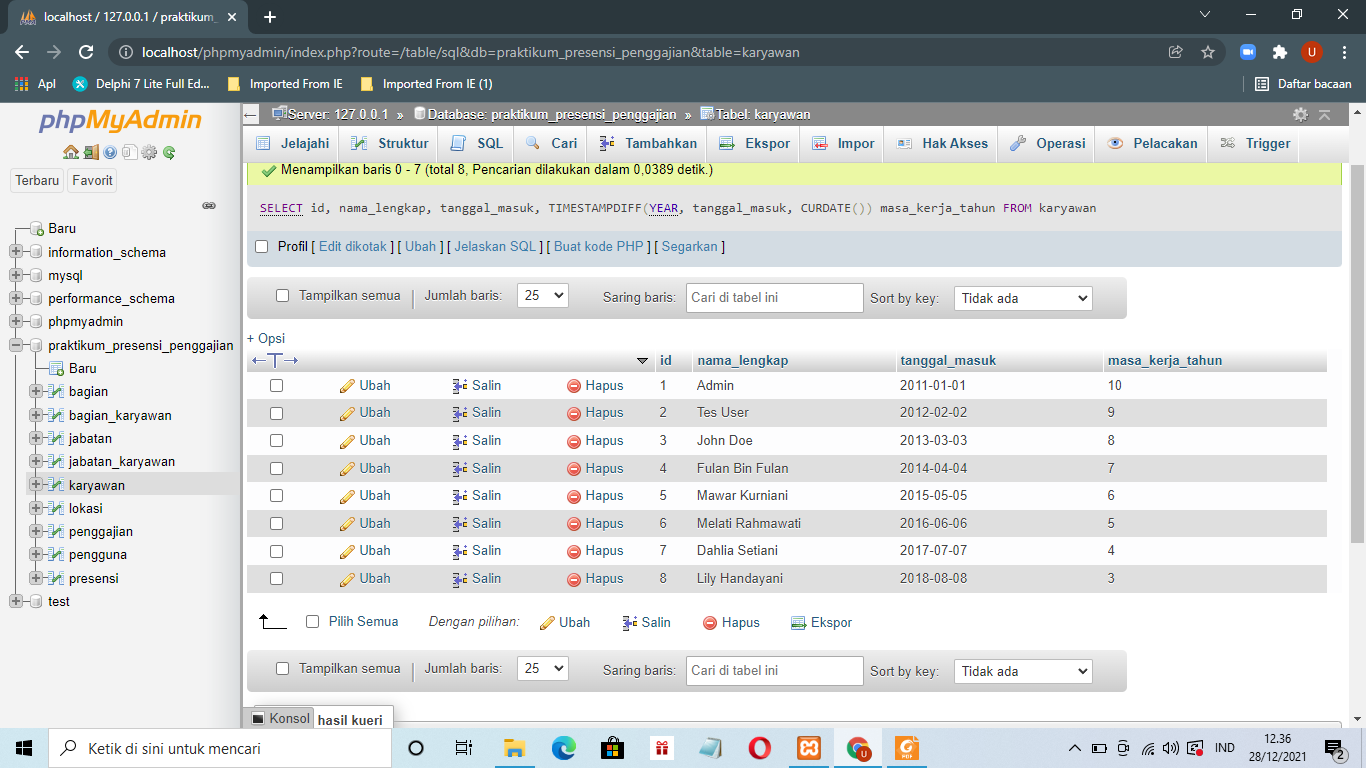 localhost / 127.0.0.1 / praktikum_
localhost/phpmyadmin/index.php?route=/table/sql&db=praktikum_presensi_penggajian&table=karyawan
U
Apl Delphi 7 Lite Full Ed... Imported From IE Imported From IE (1) Daftar bacaan
phpMyAdmin
Terbaru Favorit
Baru
information_schema
mysql
performance_schema
phpmyadmin
praktikum_presensi_penggajian
Baru
bagian
bagian_karyawan
jabatan
jabatan_karyawan
karyawan
lokasi
penggajian
pengguna
presensi
test
Server: 127.0.0.1 » Database: praktikum_presensi_penggajian » Tabel: karyawan
Jelajahi Struktur SQL Cari Tambahkan Ekspor Impor Hak Akses Operasi Pelacakan Trigger
Menampilkan baris 0 - 7 (total 8, Pencarian dilakukan dalam 0,0389 detik.)
SELECT id, nama_lengkap, tanggal_masuk, TIMESTAMPDIFF(YEAR, tanggal_masuk, CURDATE()) masa_kerja_tahun FROM karyawan
Profil [ Edit dikotak ] [ Ubah ] [ Jelaskan SQL ] [ Buat kode PHP ] [ Segarkan ]
Tampilkan semua | Jumlah baris: 25 Saring baris: Cari di tabel ini Sort by key: Tidak ada
+ Opsi
←T→ id nama_lengkap tanggal_masuk masa_kerja_tahun
Ubah Salin Hapus 1 Admin 2011-01-01 10
Ubah Salin Hapus 2 Tes User 2012-02-02 9
Ubah Salin Hapus 3 John Doe 2013-03-03 8
Ubah Salin Hapus 4 Fulan Bin Fulan 2014-04-04 7
Ubah Salin Hapus 5 Mawar Kurniani 2015-05-05 6
Ubah Salin Hapus 6 Melati Rahmawati 2016-06-06 5
Ubah Salin Hapus 7 Dahlia Setiani 2017-07-07 4
Ubah Salin Hapus 8 Lily Handayani 2018-08-08 3
Pilih Semua Dengan pilihan: Ubah Salin Hapus Ekspor
Tampilkan semua | Jumlah baris: 25 Saring baris: Cari di tabel ini Sort by key: Tidak ada
Konsol hasil kueri
Ketik di sini untuk mencari
U
PDF
IND
12.36
28/12/2021
2